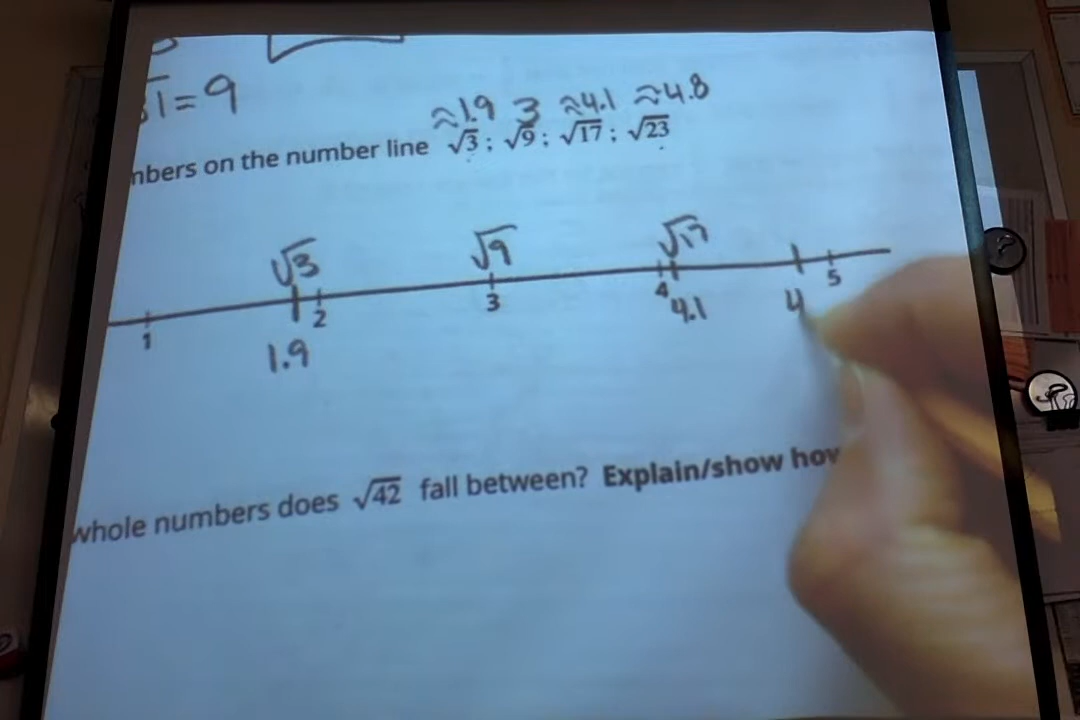 √1 = 9
≈1.9 3 ≈4.1 ≈4.8
mbers on the number line √3 ; √9 ; √17 ; √23
√3 √9 √17
1 2 3 4 5
1.9 4.1 4
whole numbers does √42 fall between? Explain/show how